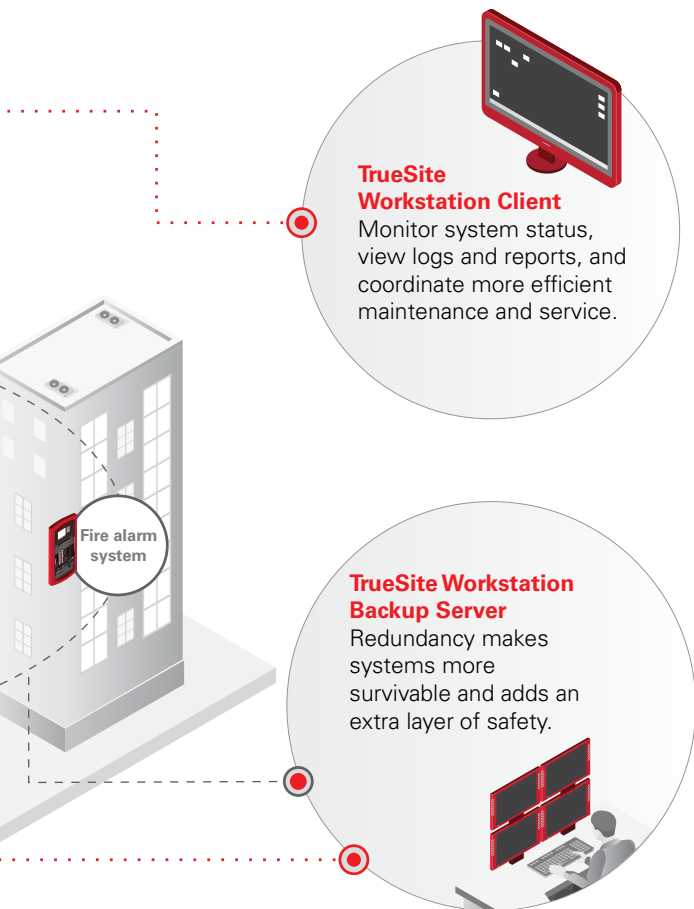 TrueSite
Workstation Client
Monitor system status,
view logs and reports, and
coordinate more efficient
maintenance and service.
Fire alarm
system
TrueSite Workstation
Backup Server
Redundancy makes
systems more
survivable and adds an
extra layer of safety.